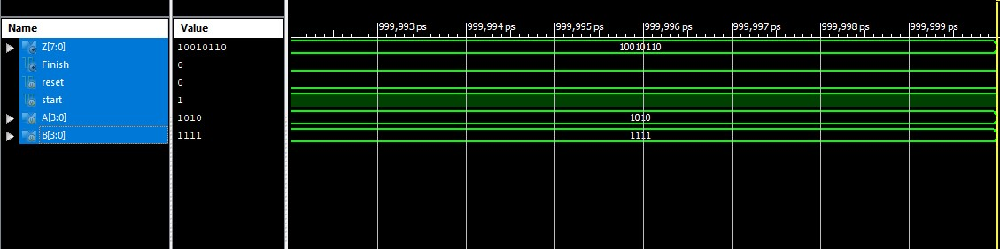 Name Value
999,993 ps 999,994 ps 999,995 ps 999,996 ps 999,997 ps 999,998 ps 999,999 ps
Z[7:0] 10010110 10010110
Finish 0
reset 0
start 1
A[3:0] 1010 1010
B[3:0] 1111 1111